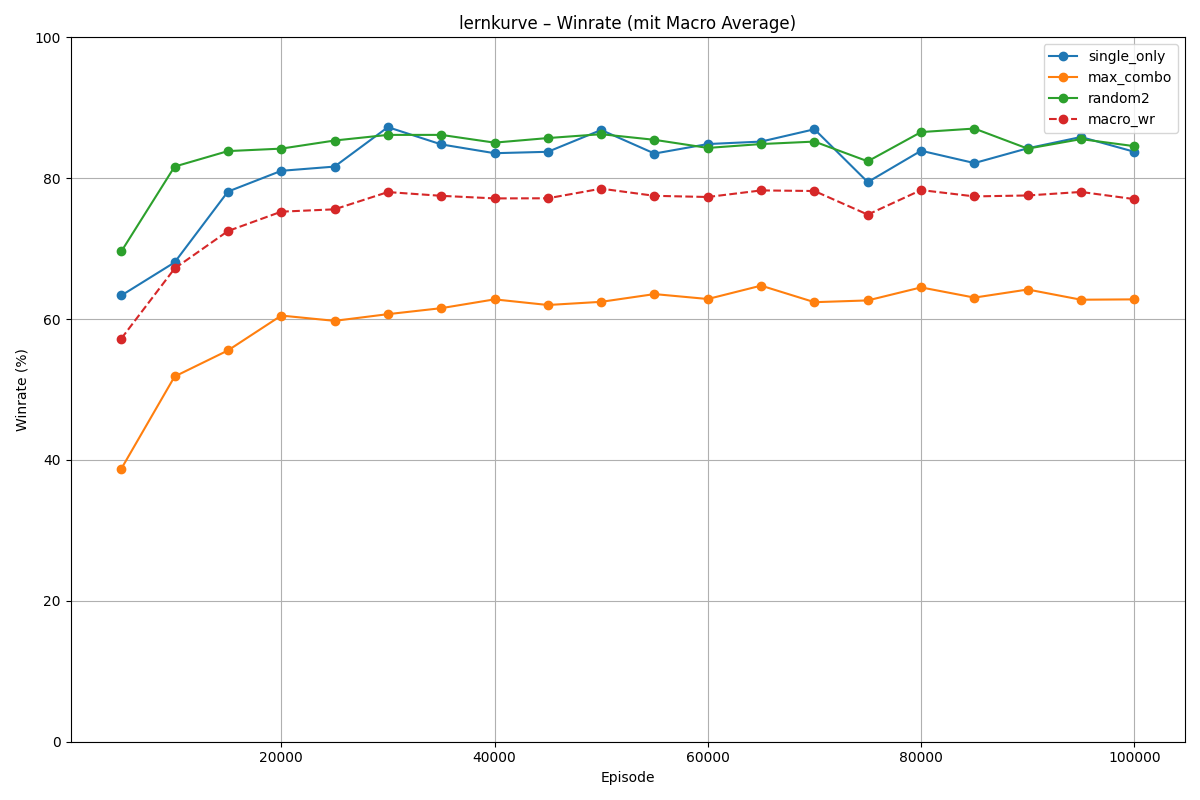 lernkurve – Winrate (mit Macro Average)
100
80
60
40
20
0
Winrate (%)
single_only
max_combo
random2
macro_wr
20000
40000
60000
80000
100000
Episode